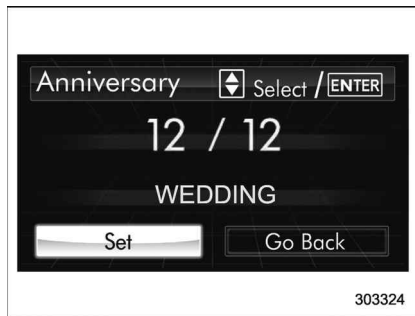 Anniversary Select / ENTER
12 / 12
WEDDING
Set Go Back
303324